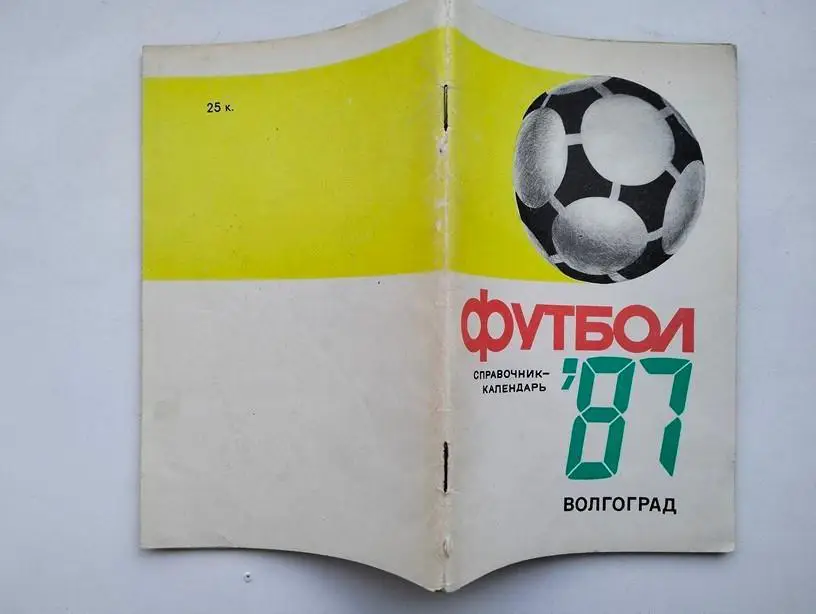 25 к.
ФУТБОЛ
СПРАВОЧНИК-
КАЛЕНДАРЬ
'87
ВОЛГОГРАД